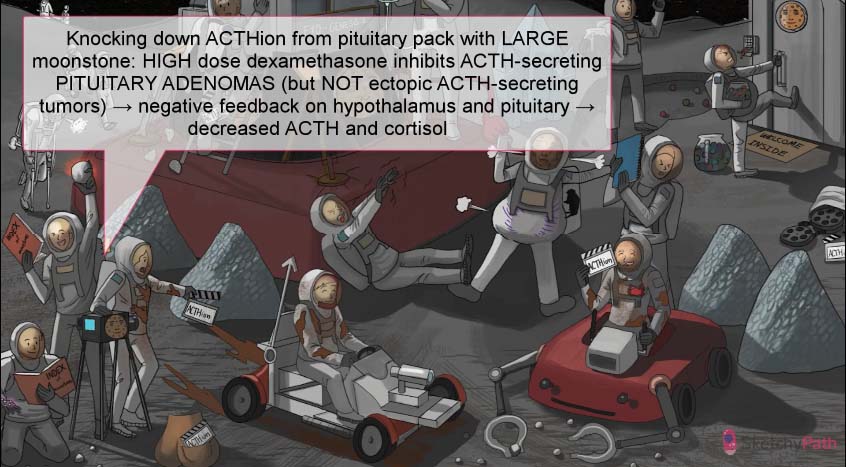 Knocking down ACTHion from pituitary pack with LARGE
moonstone: HIGH dose dexamethasone inhibits ACTH-secreting
PITUITARY ADENOMAS (but NOT ectopic ACTH-secreting
tumors) → negative feedback on hypothalamus and pituitary →
decreased ACTH and cortisol
WELCOME
INSIDE
ACTHion
ACTHion
ACTHion
SketchyPath